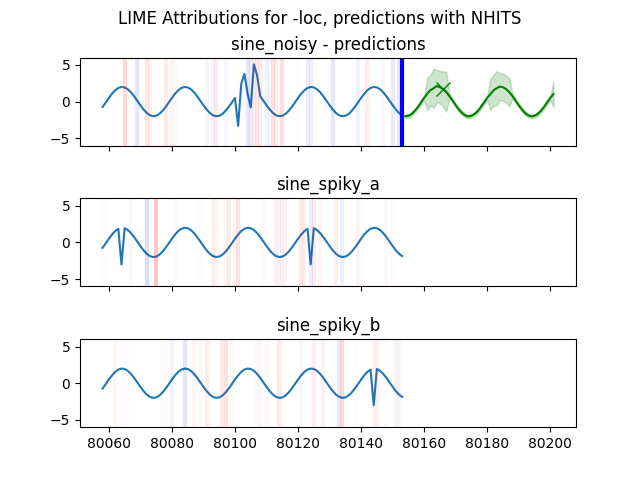 LIME Attributions for -loc, predictions with NHITS
sine_noisy - predictions
5
0
−5
sine_spiky_a
5
0
−5
sine_spiky_b
5
0
−5
80060 80080 80100 80120 80140 80160 80180 80200